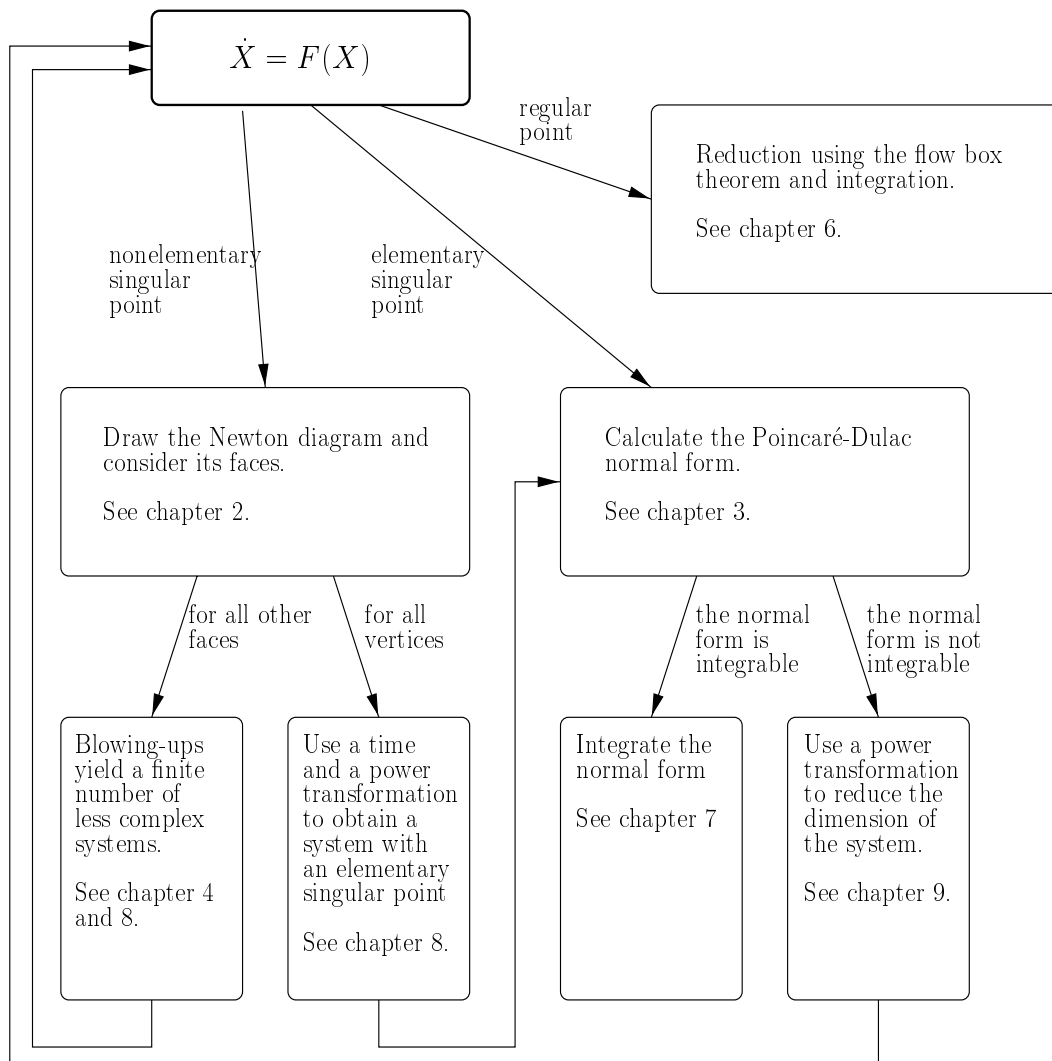 Ẋ = F(X)
regular
point
Reduction using the flow box
theorem and integration.
See chapter 6.
nonelementary
singular
point
elementary
singular
point
Draw the Newton diagram and
consider its faces.
See chapter 2.
Calculate the Poincaré-Dulac
normal form.
See chapter 3.
for all other
faces
for all
vertices
the normal
form is
integrable
the normal
form is not
integrable
Blowing-ups
yield a finite
number of
less complex
systems.
See chapter 4
and 8.
Use a time
and a power
transformation
to obtain a
system with
an elementary
singular point
See chapter 8.
Integrate the
normal form
See chapter 7
Use a power
transformation
to reduce the
dimension of
the system.
See chapter 9.